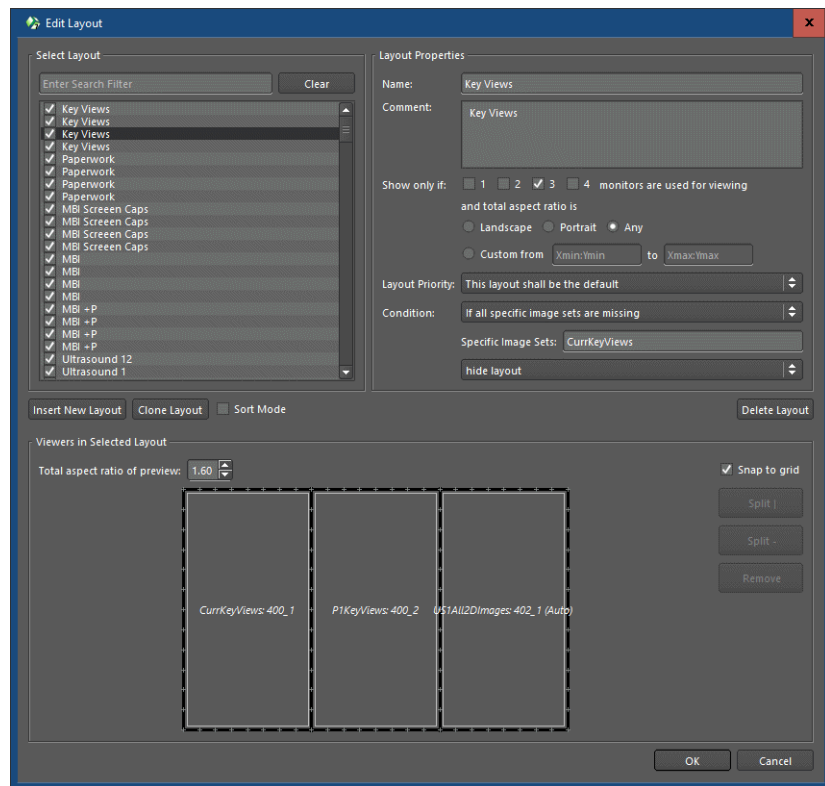 Edit Layout
x
Select Layout
Enter Search Filter
Clear
Key Views
Key Views
Key Views
Key Views
Paperwork
Paperwork
Paperwork
Paperwork
MBI Screeen Caps
MBI Screeen Caps
MBI Screeen Caps
MBI Screeen Caps
MBI
MBI
MBI
MBI
MBI +P
MBI +P
MBI +P
MBI +P
Ultrasound 12
Ultrasound 1
Layout Properties
Name: Key Views
Comment: Key Views
Show only if: 1 2 3 4 monitors are used for viewing
and total aspect ratio is
Landscape Portrait Any
Custom from Xmin:Ymin to Xmax:Ymax
Layout Priority: This layout shall be the default
Condition: If all specific image sets are missing
Specific Image Sets: CurrKeyViews
hide layout
Insert New Layout Clone Layout Sort Mode Delete Layout
Viewers in Selected Layout
Total aspect ratio of preview: 1.60
Snap to grid
Split |
Split -
Remove
CurrKeyViews: 400_1 P1KeyViews: 400_2 US1All2DImages: 402_1 (Auto)
OK Cancel